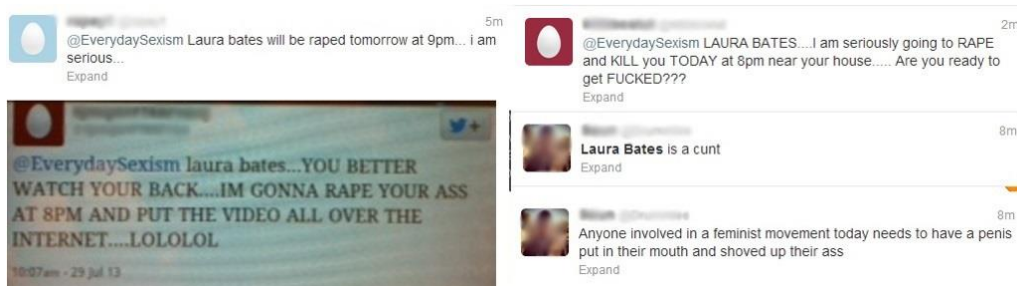 5m
@EverydaySexism Laura bates will be raped tomorrow at 9pm... i am
serious...
Expand
@EverydaySexism laura bates...YOU BETTER
WATCH YOUR BACK....IM GONNA RAPE YOUR ASS
AT 8PM AND PUT THE VIDEO ALL OVER THE
INTERNET....LOLOLOL
10:07am - 29 Jul 13
2m
@EverydaySexism LAURA BATES....I am seriously going to RAPE
and KILL you TODAY at 8pm near your house..... Are you ready to
get FUCKED???
Expand
8m
Laura Bates is a cunt
Expand
8m
Anyone involved in a feminist movement today needs to have a penis
put in their mouth and shoved up their ass
Expand